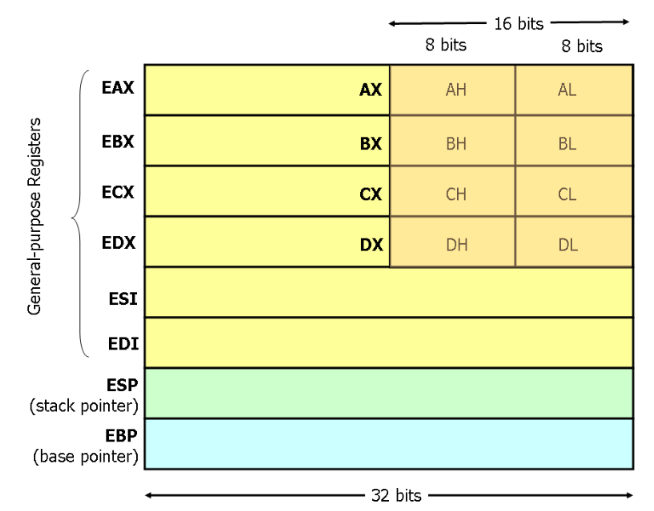 16 bits
8 bits 8 bits
General-purpose Registers
EAX AX AH AL
EBX BX BH BL
ECX CX CH CL
EDX DX DH DL
ESI
EDI
ESP
(stack pointer)
EBP
(base pointer)
32 bits